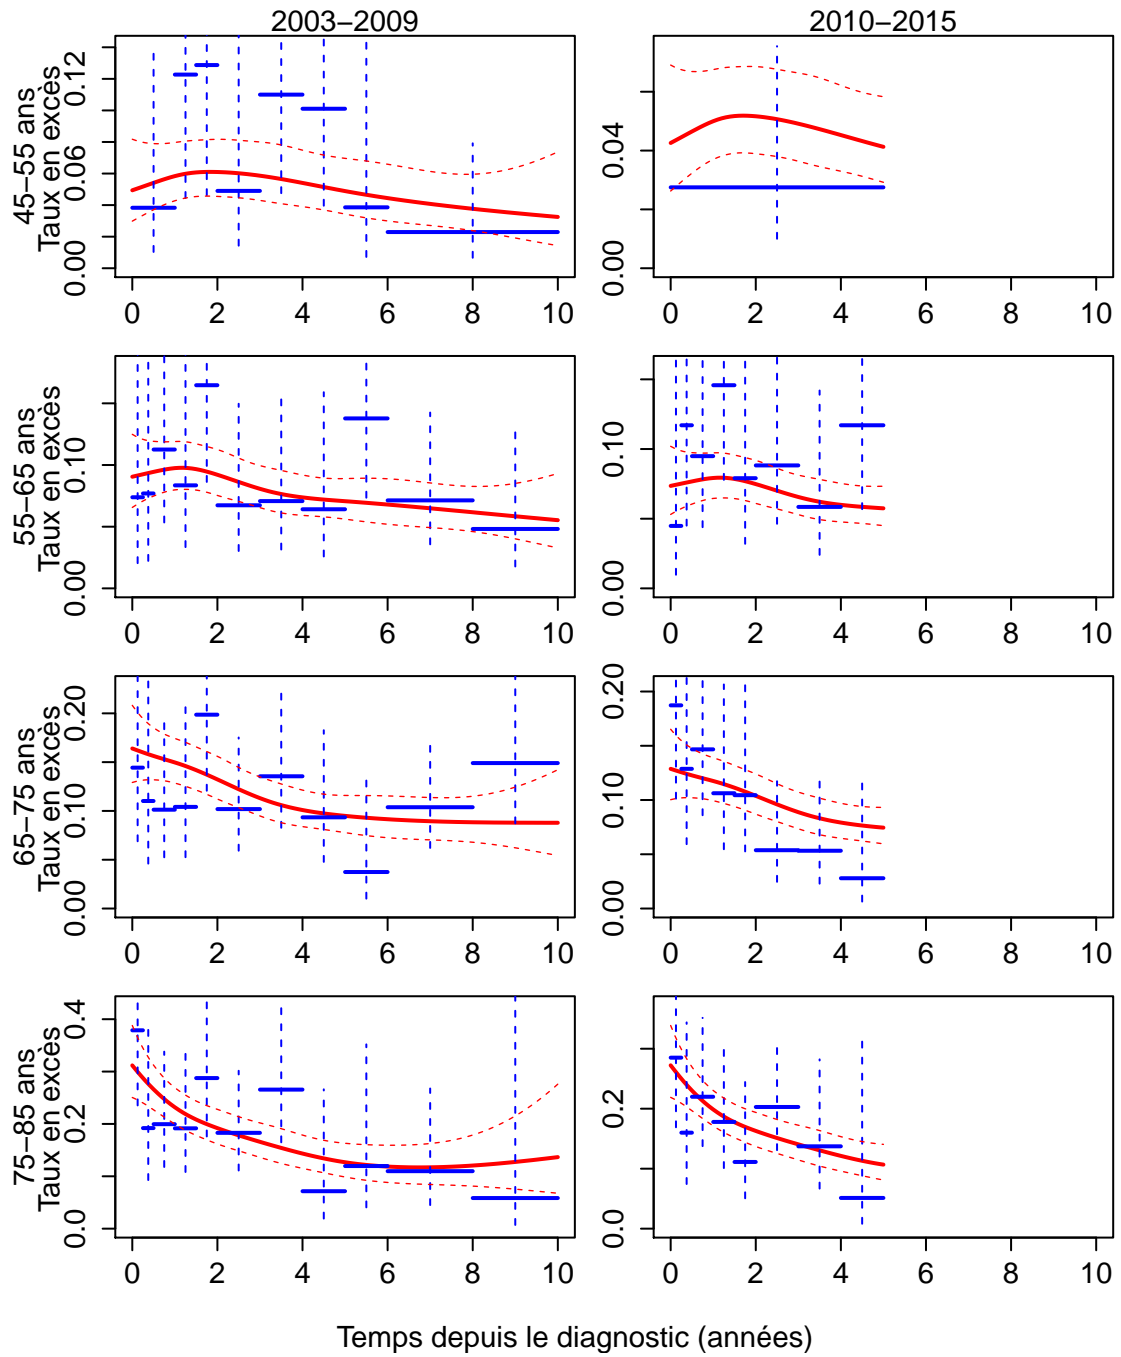 2003–2009
2010–2015
45–55 ans
Taux en excès
0.00 0.06 0.12
0 2 4 6 8 10
0.00 0.04
0 2 4 6 8 10
55–65 ans
Taux en excès
0.00 0.10
0 2 4 6 8 10
0.00 0.10
0 2 4 6 8 10
65–75 ans
Taux en excès
0.00 0.10 0.20
0 2 4 6 8 10
0.00 0.10 0.20
0 2 4 6 8 10
75–85 ans
Taux en excès
0.0 0.2 0.4
0 2 4 6 8 10
0.0 0.2
0 2 4 6 8 10
Temps depuis le diagnostic (années)